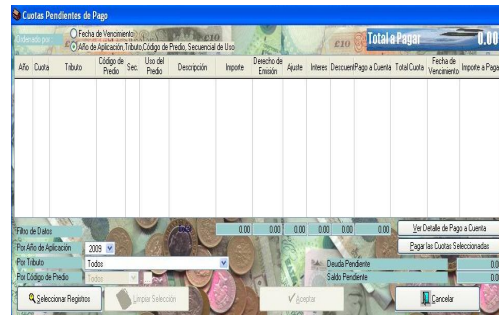 Cuotas Pendientes de Pago
Ordenado por
Fecha de Vencimiento
Año de Aplicación,Tributo,Código de Predio, Secuencial de Uso
£10
£10
Total a Pagar
0.00
Año Cuota Tributo Código de Predio Sec. Uso del Predio Descripción Importe Derecho de Emisión Ajuste Interes Descuent Pago a Cuenta Total Cuota Fecha de Vencimiento Importe a Paga
Filtro de Datos
0.00 0.00 0.00 0.00 0.00 0.00
Ver Detalle de Pago a Cuenta
Por Año de Aplicación 2009
Pagar las Cuotas Seleccionadas
Por Tributo Todos
Deuda Pendiente 0.0
Por Código de Predio Todos
Saldo Pendiente 0.0
Seleccionar Registros
Limpiar Selección
Aceptar
Cancelar